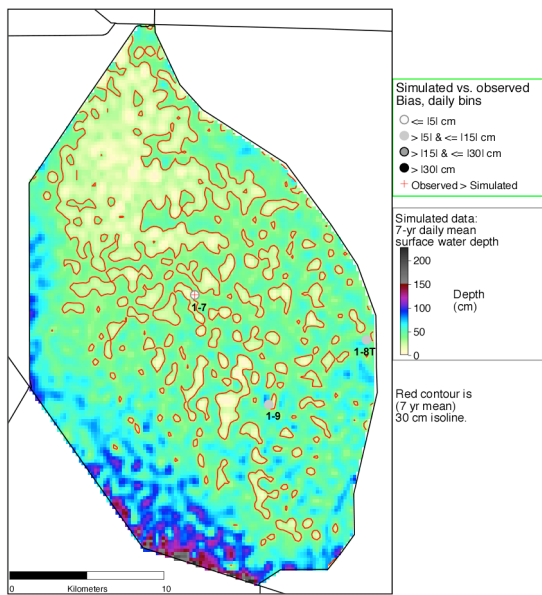 Simulated vs. observed
Bias, daily bins
<= |5| cm
> |5| & <= |15| cm
> |15| & <= |30| cm
> |30| cm
+ Observed > Simulated
Simulated data:
7-yr daily mean
surface water depth
200
150
100
50
0
Depth
(cm)
1-7
1-8T
1-9
Red contour is
(7 yr mean)
30 cm isoline.
0 Kilometers 10